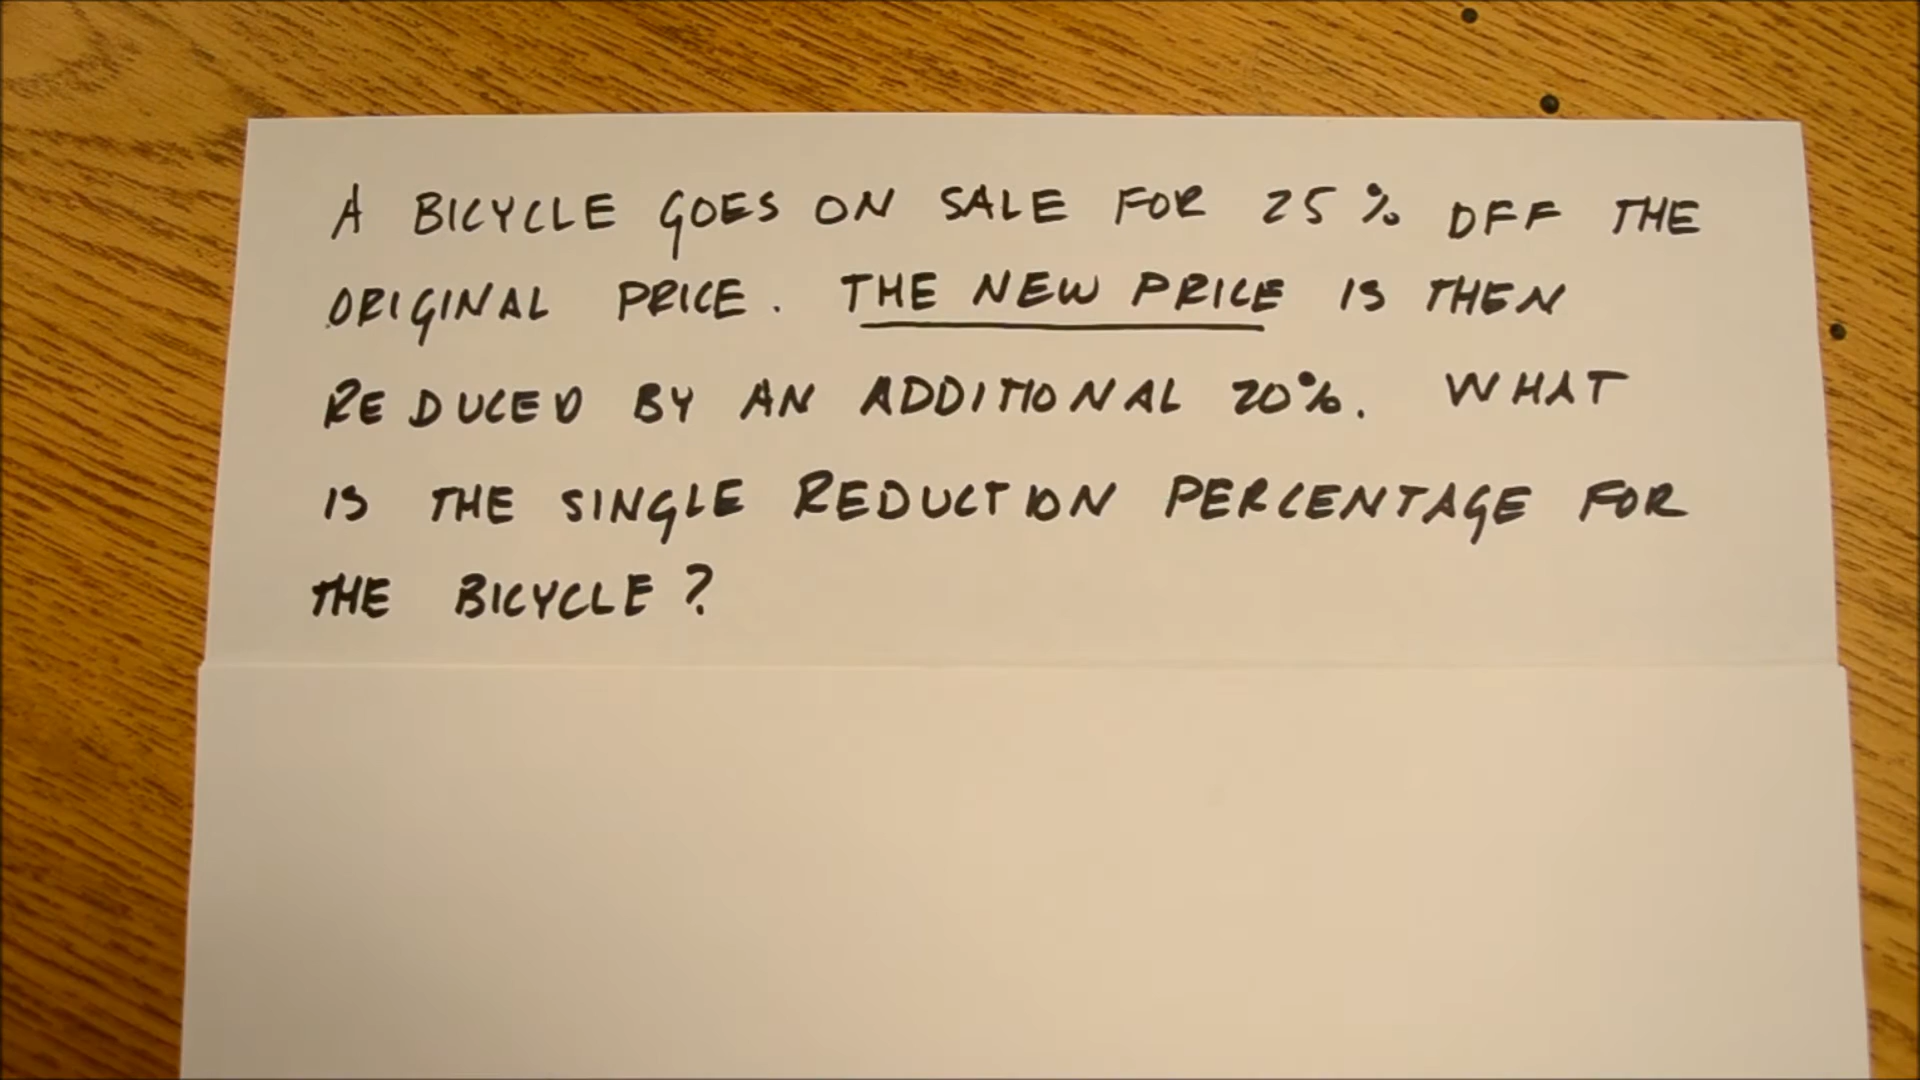 A BICYCLE GOES ON SALE FOR 25% OFF THE
ORIGINAL PRICE. THE NEW PRICE IS THEN
REDUCED BY AN ADDITIONAL 20%. WHAT
IS THE SINGLE REDUCTION PERCENTAGE FOR
THE BICYCLE?